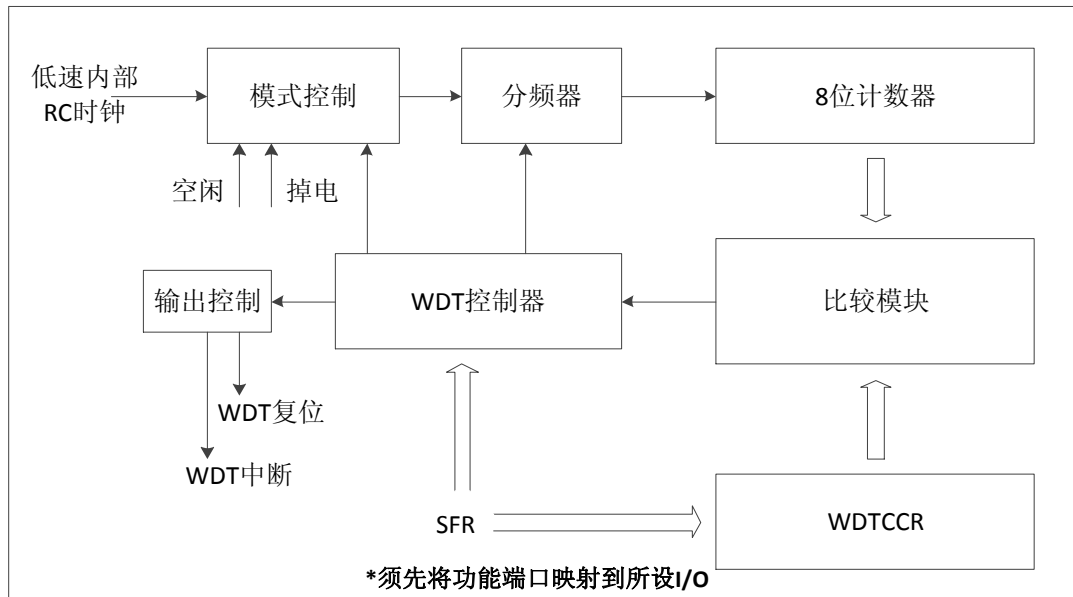 低速内部
RC时钟
模式控制
分频器
8位计数器
空闲
掉电
输出控制
WDT控制器
比较模块
WDT复位
WDT中断
SFR
WDTCCR
*须先将功能端口映射到所设I/O